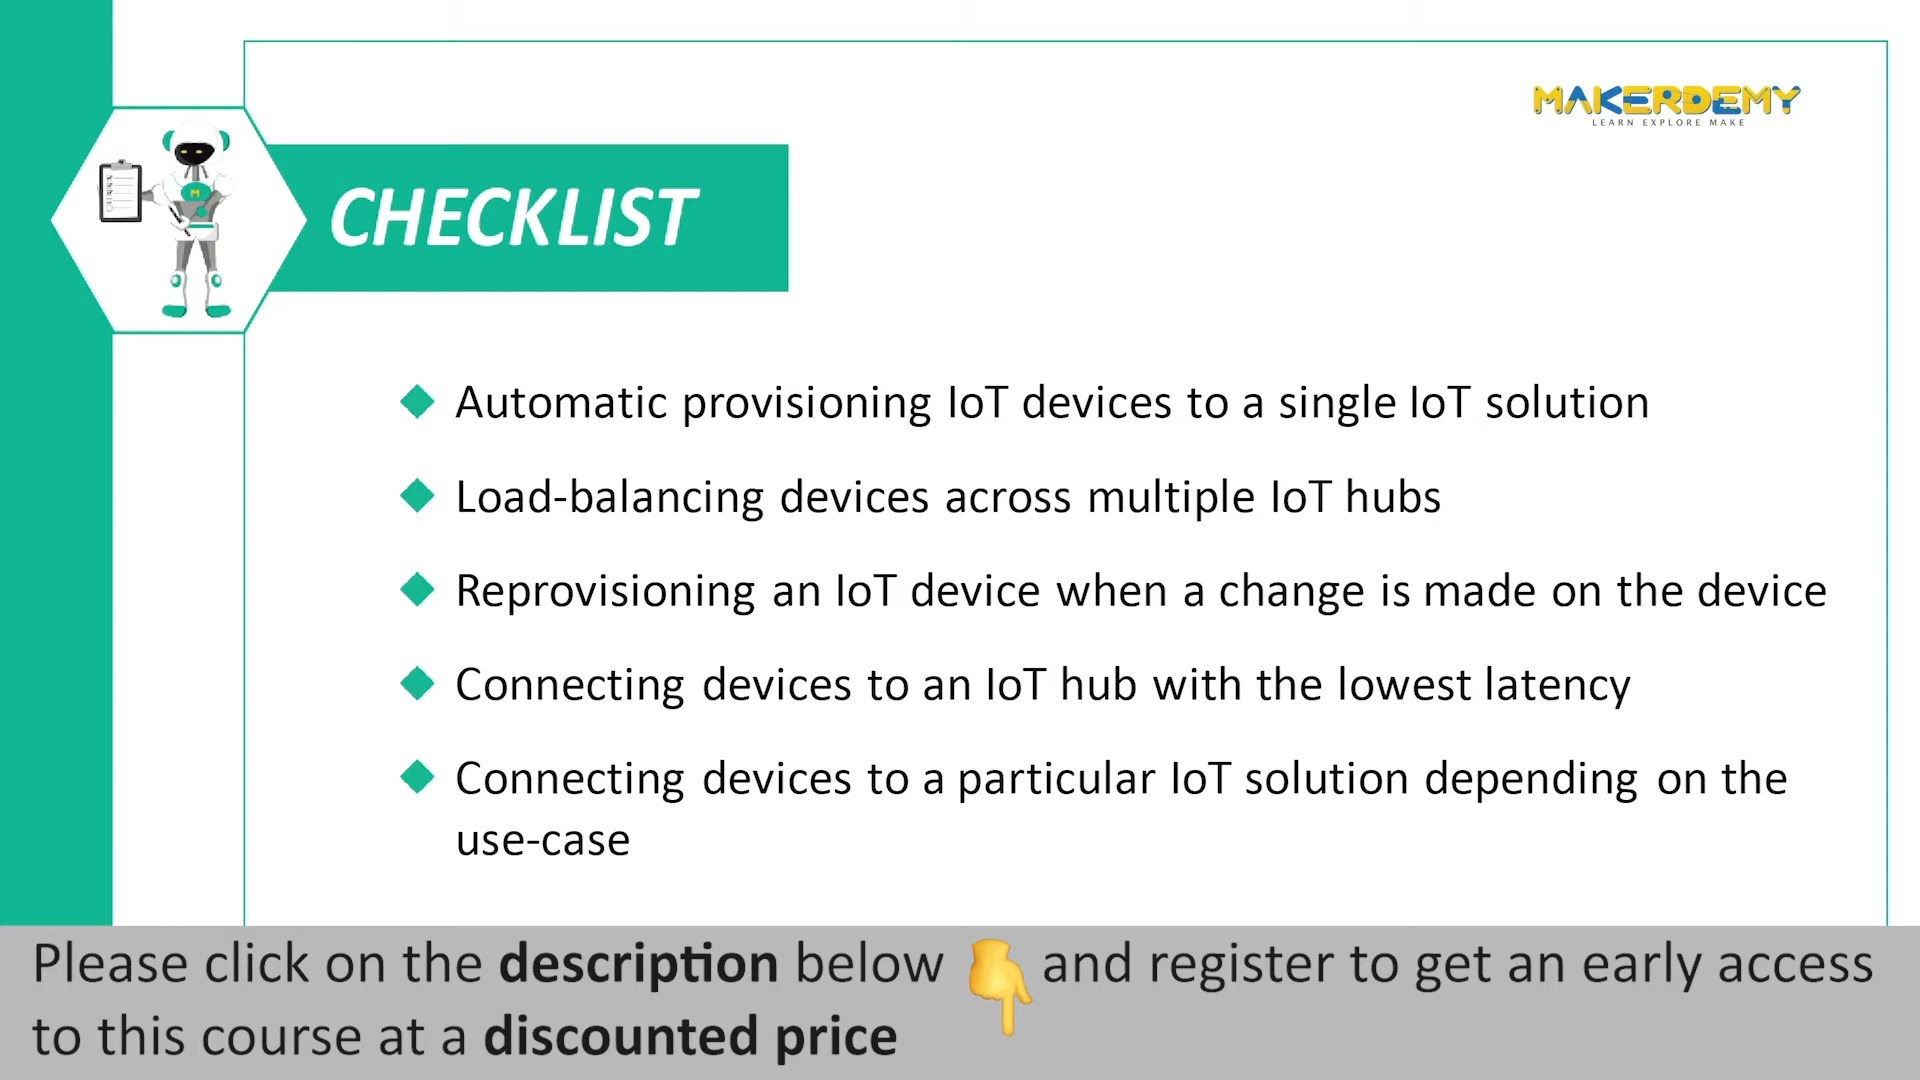 MAKERDEMY
LEARN EXPLORE MAKE
M
CHECKLIST
Automatic provisioning IoT devices to a single IoT solution
Load-balancing devices across multiple IoT hubs
Reprovisioning an IoT device when a change is made on the device
Connecting devices to an IoT hub with the lowest latency
Connecting devices to a particular IoT solution depending on the
use-case
Please click on the description below 👇 and register to get an early access
to this course at a discounted price